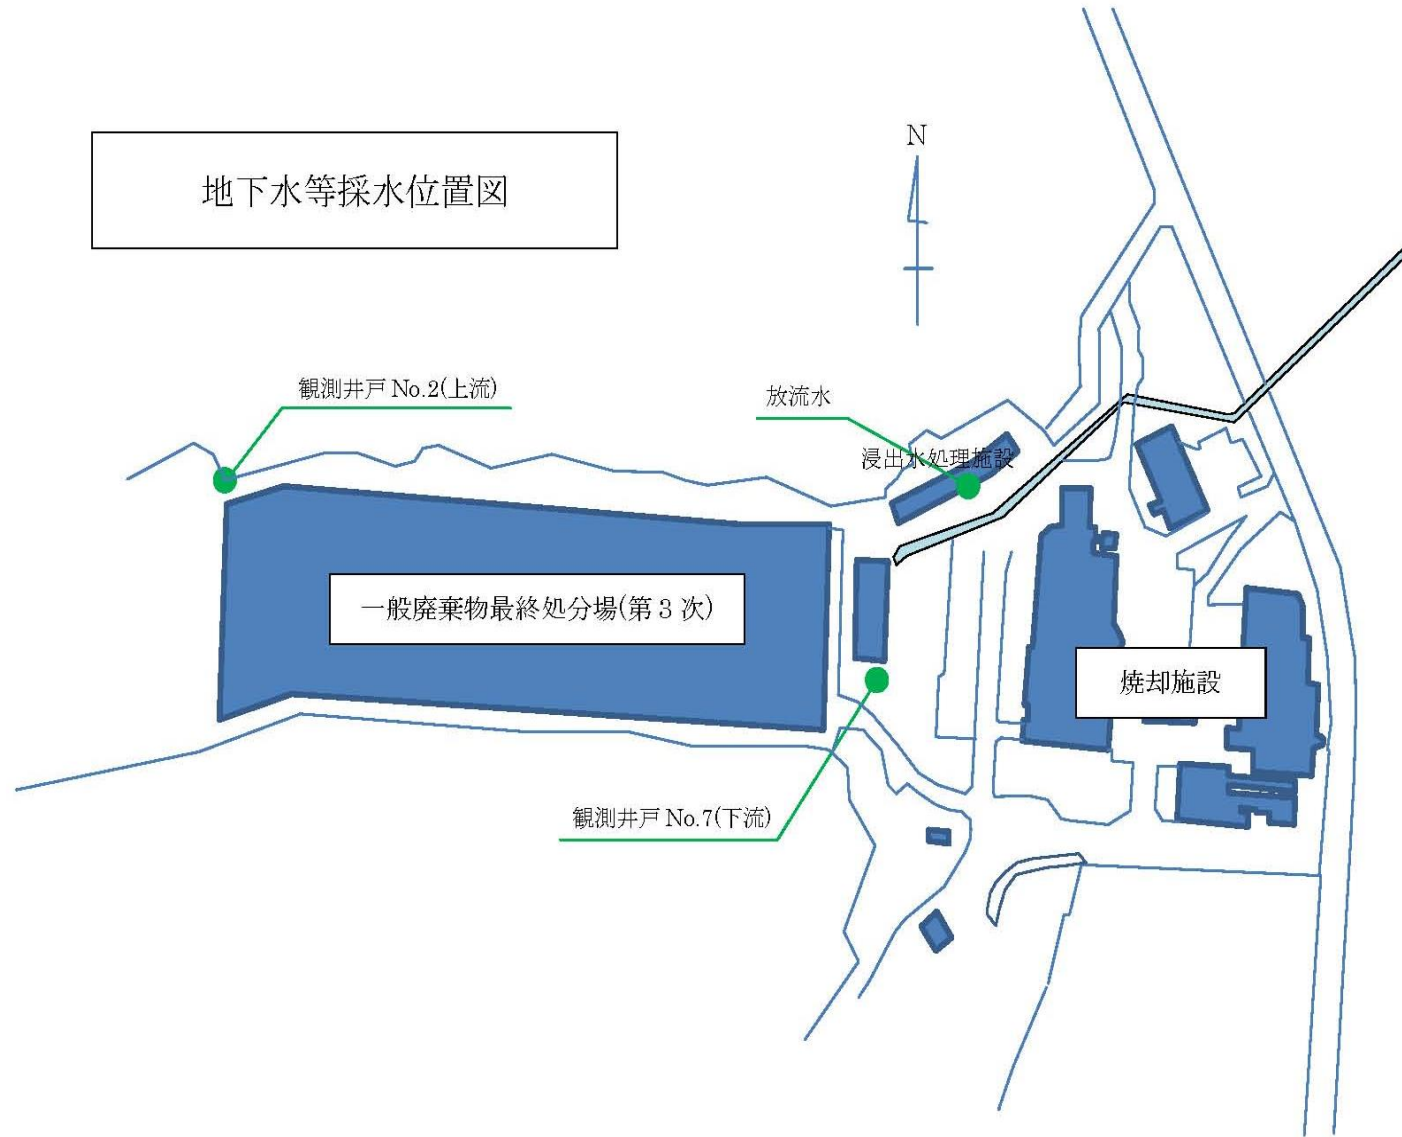 N
地下水等採水位置図
観測井戸 No.2(上流)
放流水
浸出水処理施設
一般廃棄物最終処分場(第３次)
焼却施設
観測井戸 No.7(下流)